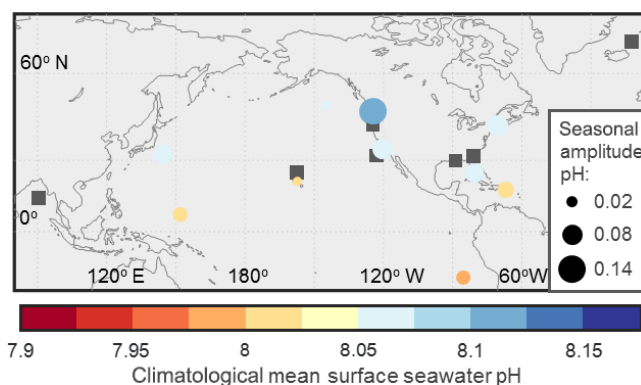 60° N
0°
120° E
180°
120° W
60°W
Seasonal
amplitude
pH:
0.02
0.08
0.14
7.9
7.95
8
8.05
8.1
8.15
Climatological mean surface seawater pH